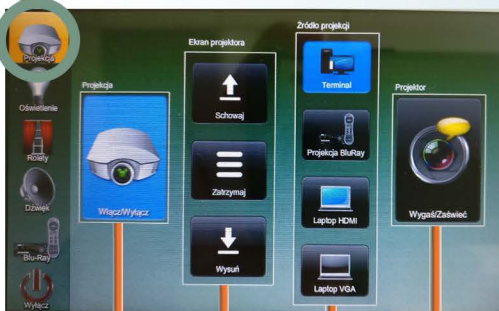 Projekcja
Oświetlenie
Rolety
Dźwięk
Blu-Ray
Wyłącz
Projekcja
Włącz/Wyłącz
Ekran projektora
Schowaj
Zatrzymaj
Wysuń
Źródło projekcji
Terminal
Projekcja BluRay
Laptop HDMI
Laptop VGA
Projektor
Wygaś/Zaświeć